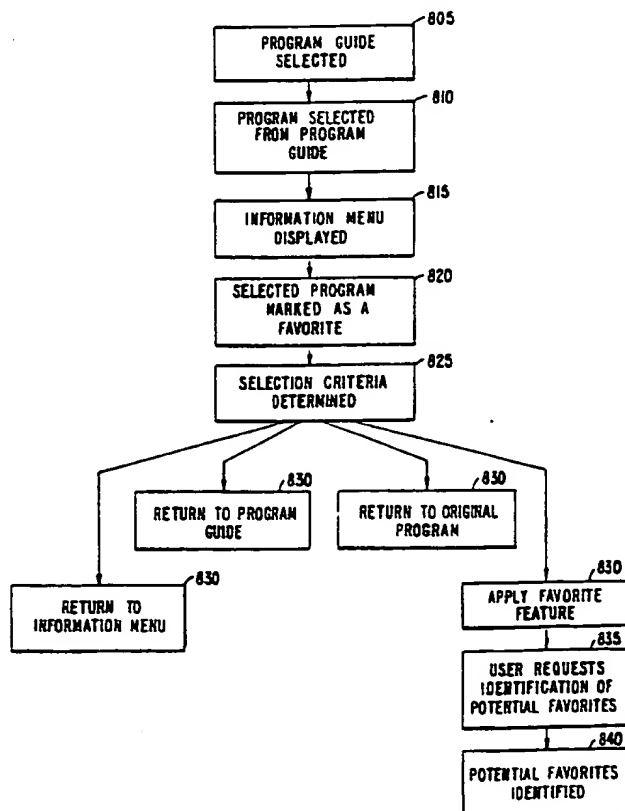 805
PROGRAM GUIDE
SELECTED
810
PROGRAM SELECTED
FROM PROGRAM
GUIDE
815
INFORMATION MENU
DISPLAYED
820
SELECTED PROGRAM
MARKED AS A
FAVORITE
825
SELECTION CRITERIA
DETERMINED
830
RETURN TO PROGRAM
GUIDE
830
RETURN TO ORIGINAL
PROGRAM
830
RETURN TO
INFORMATION MENU
830
APPLY FAVORITE
FEATURE
835
USER REQUESTS
IDENTIFICATION OF
POTENTIAL FAVORITES
840
POTENTIAL FAVORITES
IDENTIFIED